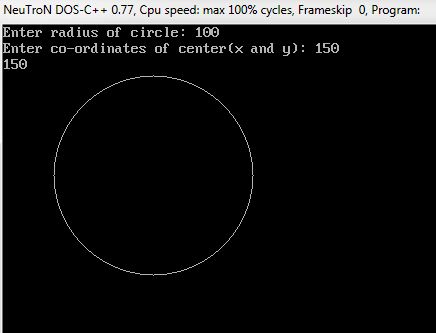 NeuTroN DOS-C++ 0.77, Cpu speed: max 100% cycles, Frameskip 0, Program:
Enter radius of circle: 100
Enter co-ordinates of center(x and y): 150
150